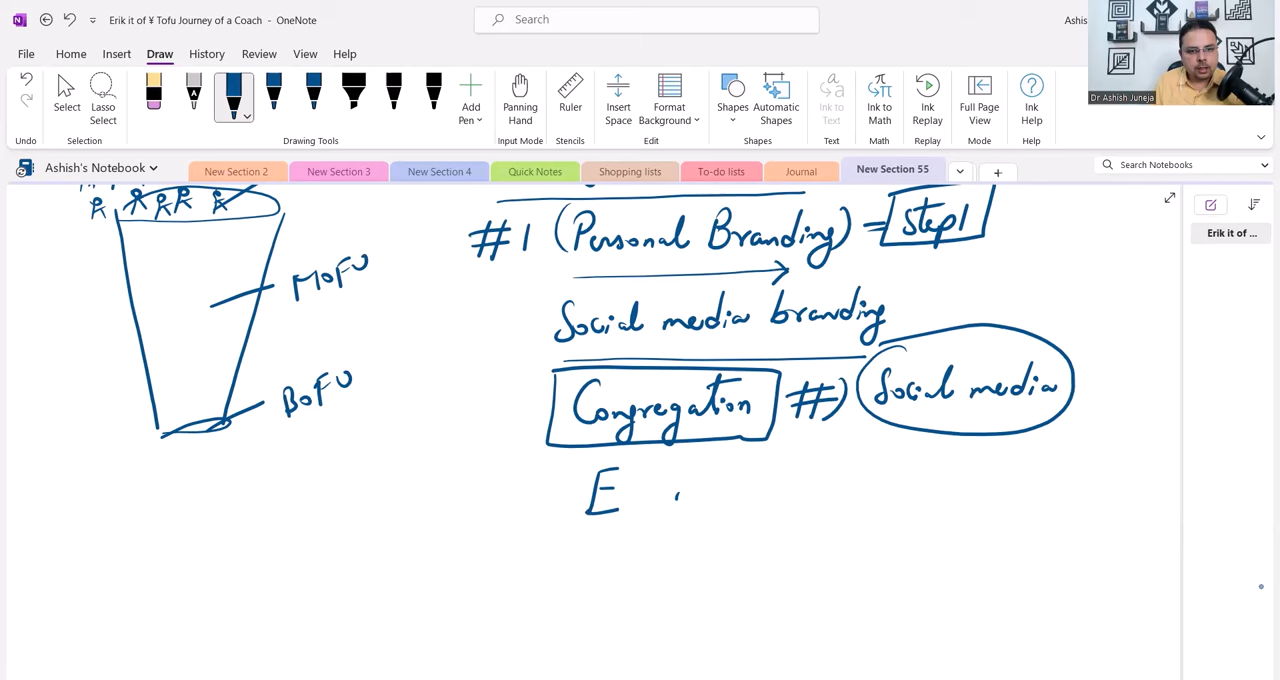 Erik it of ¥ Tofu Journey of a Coach - OneNote
Search
Ashis
Dr Ashish Juneja
File Home Insert Draw History Review View Help
Undo
Select
Lasso Select
Selection
Drawing Tools
Add Pen
Panning Hand
Input Mode
Ruler
Stencils
Insert Space
Format Background
Edit
Shapes
Automatic Shapes
Shapes
Ink to Text
Text
Ink to Math
Math
Ink Replay
Replay
Full Page View
Mode
Ink Help
Help
Ashish's Notebook
New Section 2 New Section 3 New Section 4 Quick Notes Shopping lists To-do lists Journal New Section 55 +
Search Notebooks
Erik it of ...
#1 (Personal Branding) = Step1
MoFU
Social media branding
BoFU
Congregation #) Social media
E